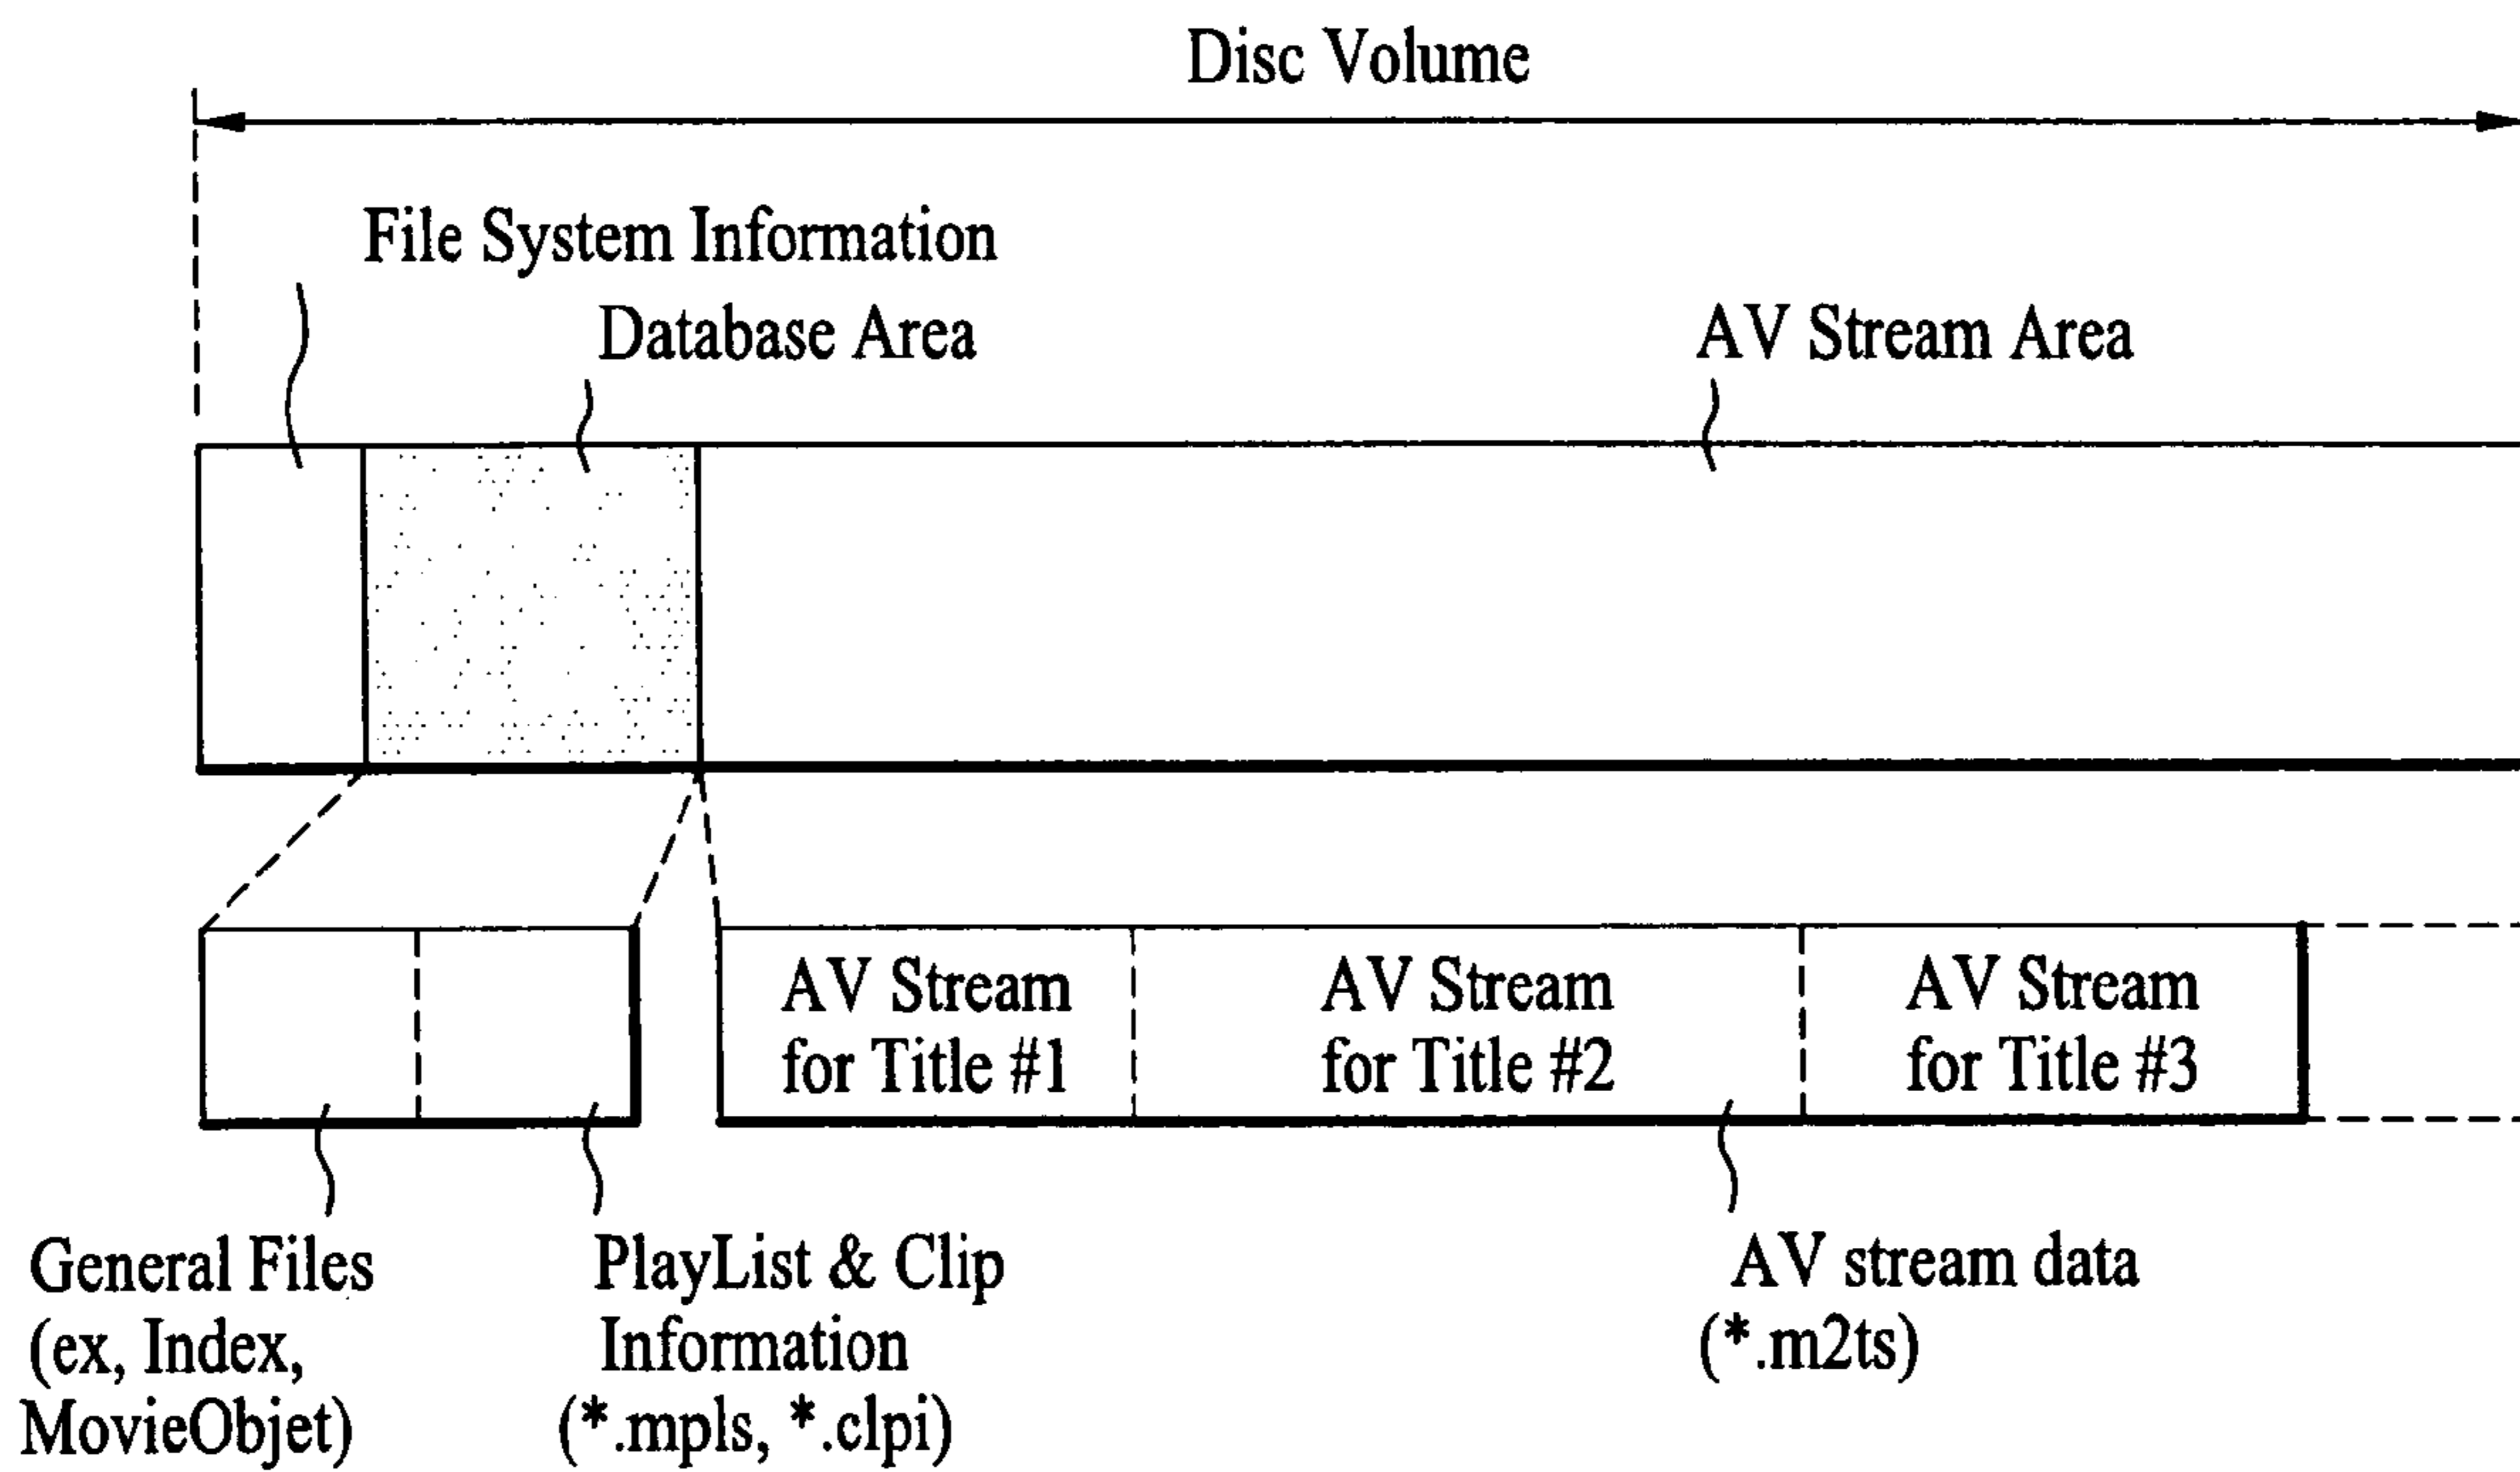 Disc Volume
File System Information
Database Area
AV Stream Area
AV Stream
for Title #1
AV Stream
for Title #2
AV Stream
for Title #3
General Files
(ex, Index,
MovieObjet)
PlayList & Clip
Information
(*.mpls, *.clpi)
AV stream data
(*.m2ts)